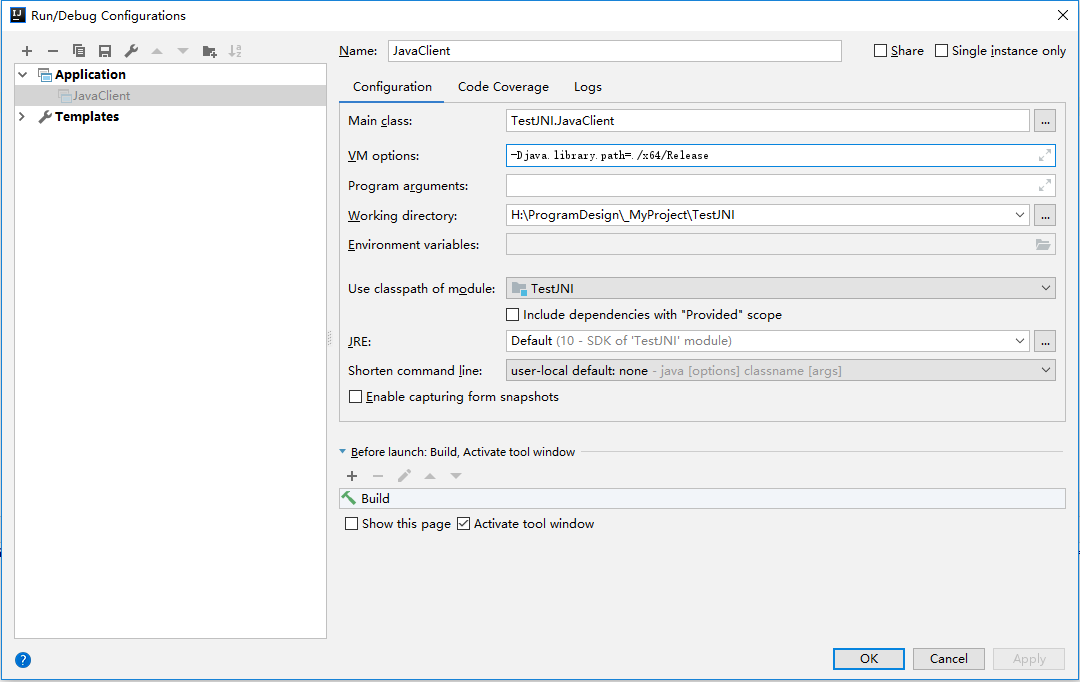 Run/Debug Configurations
Name: JavaClient Share Single instance only
Application
JavaClient
Templates
Configuration Code Coverage Logs
Main class: TestJNI.JavaClient ...
VM options: -Djava.library.path=./x64/Release
Program arguments:
Working directory: H:\ProgramDesign\_MyProject\TestJNI ...
Environment variables:
Use classpath of module: TestJNI
Include dependencies with "Provided" scope
JRE: Default (10 - SDK of 'TestJNI' module) ...
Shorten command line: user-local default: none - java [options] classname [args]
Enable capturing form snapshots
Before launch: Build, Activate tool window
Build
Show this page Activate tool window
? OK Cancel Apply